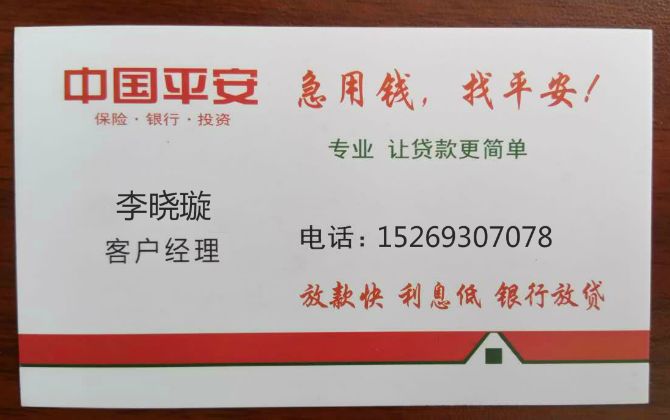 中国平安
保险·银行·投资
急用钱，找平安！
专业 让贷款更简单
李晓璇
客户经理
电话：15269307078
放款快 利息低 银行放贷